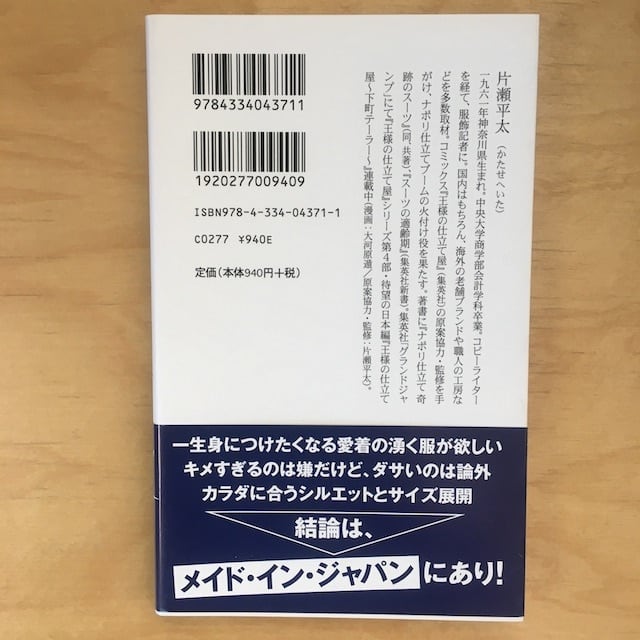 片瀬平太（かたせへいた）
一九六一年神奈川県生まれ。中央大学商学部会計学科卒業。コピーライター
を経て、服飾記者に。国内はもちろん、海外の老舗ブランドや職人の工房な
どを多数取材。コミックス『王様の仕立て屋』（集英社）の原案協力・監修を手
がけ、ナポリ仕立てブームの火付け役を果たす。著書に『ナポリ仕立て 奇
跡のスーツ』（同、共著）、『スーツの適齢期』（集英社新書）。集英社「グランドジャ
ンプ」にて『王様の仕立て屋』シリーズ第４部・待望の日本編『王様の仕立て
屋〜下町テーラー〜』連載中（漫画：大河原遁／原案協力・監修：片瀬平太）。
9784334043711
1920277009409
ISBN978-4-334-04371-1
C0277 ¥940E
定価（本体940円＋税）
一生身につけたくなる愛着の湧く服が欲しい
キメすぎるのは嫌だけど、ダサいのは論外
カラダに合うシルエットとサイズ展開
結論は、
メイド・イン・ジャパンにあり！